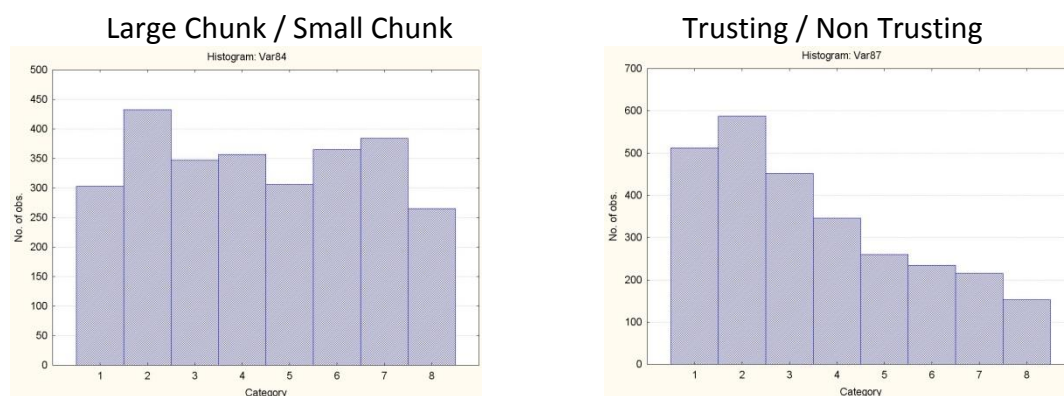 Large Chunk / Small Chunk
Histogram: Var84
500
450
400
350
300
250
200
150
100
50
0
No. of obs.
1 2 3 4 5 6 7 8
Category
Trusting / Non Trusting
Histogram: Var87
700
600
500
400
300
200
100
0
No. of obs.
1 2 3 4 5 6 7 8
Category